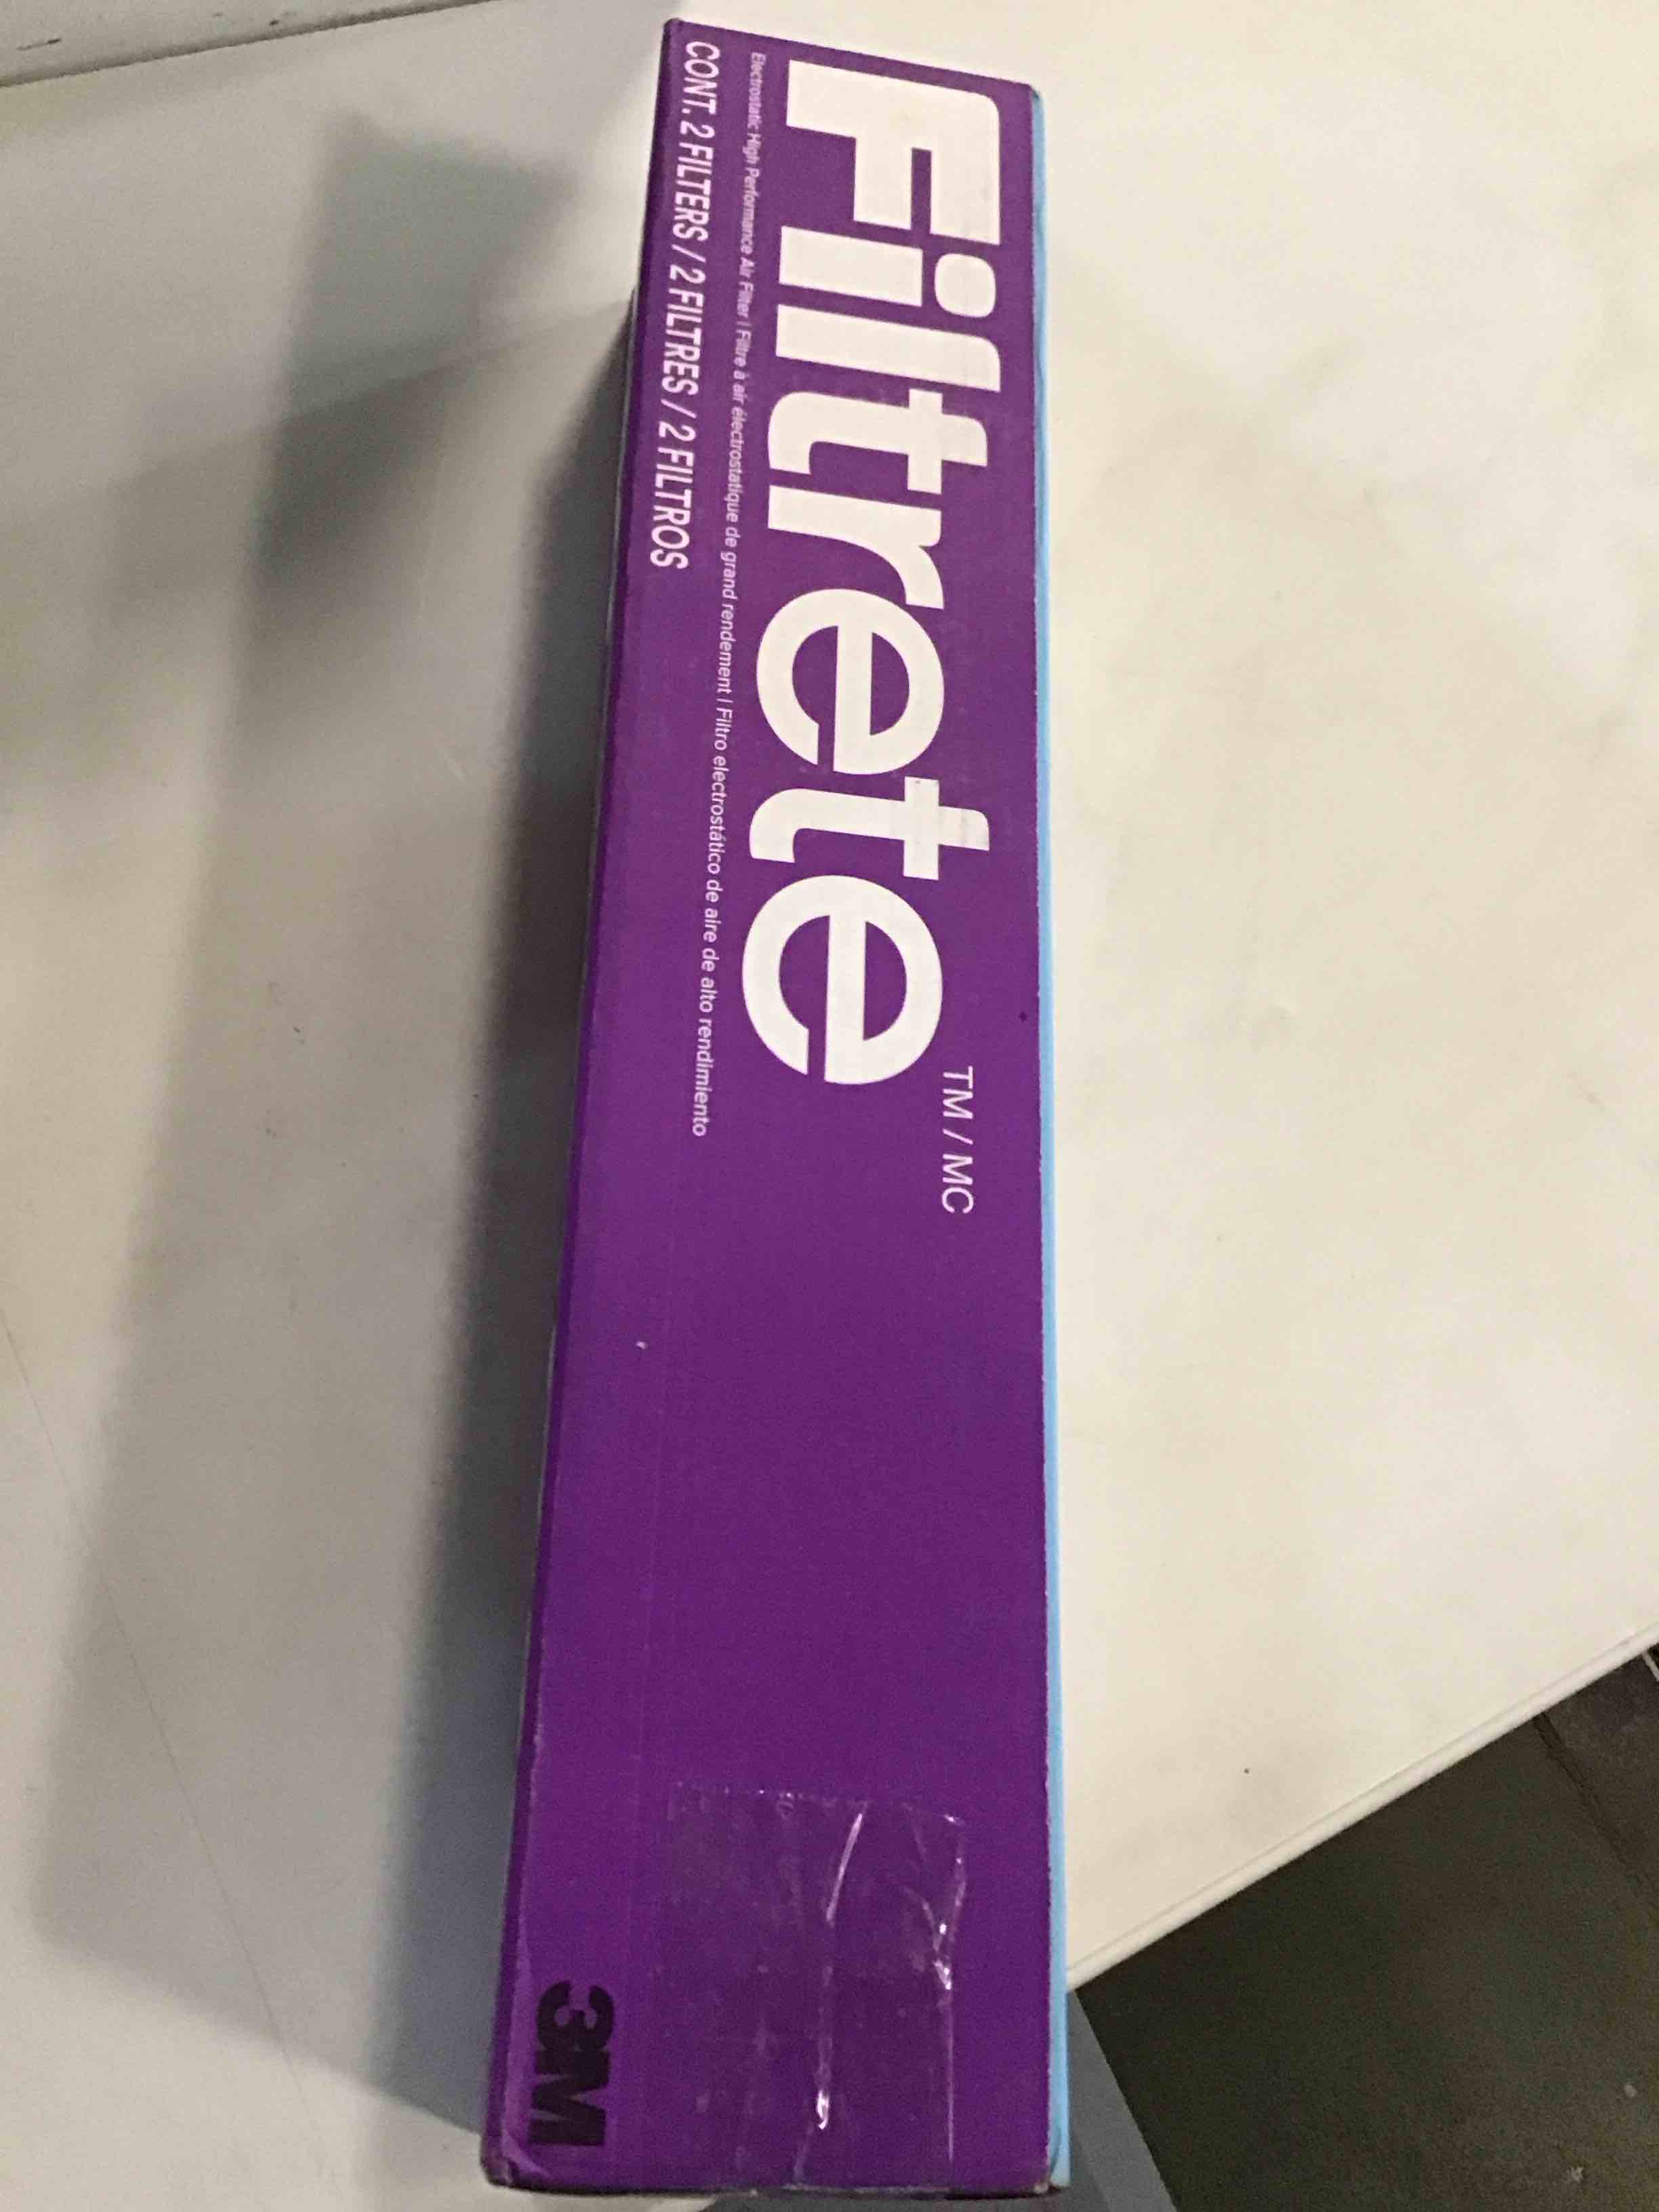 Filtrete TM / MC
Electrostatic High Performance Air Filter | Filtre à air électrostatique de grand rendement | Filtro electrostático de aire de alto rendimiento
CONT. 2 FILTERS / 2 FILTRES / 2 FILTROS
3M